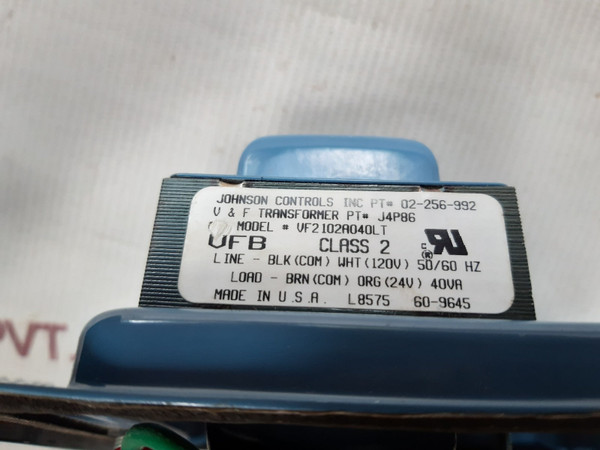 JOHNSON CONTROLS INC PT# 02-256-992
V & F TRANSFORMER PT# J4P86
MODEL # VF2102A040LT
VFB CLASS 2
LINE - BLK(COM) WHT(120V) 50/60 HZ
LOAD - BRN(COM) ORG(24V) 40VA
MADE IN U.S.A. L8575 60-9645
PVT.